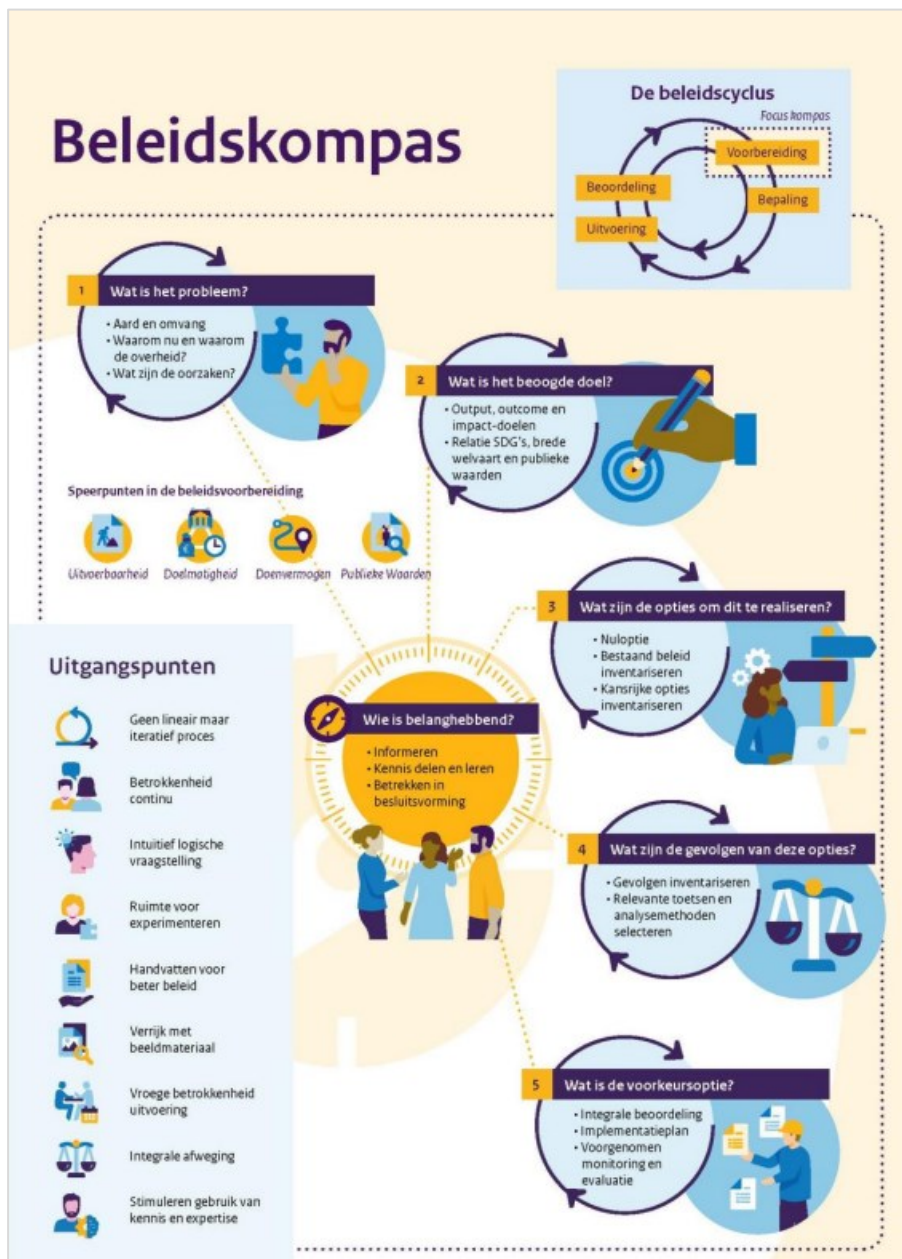 Beleidskompas
De beleidscyclus
Focus kompas
Voorbereiding
Beoordeling
Bepaling
Uitvoering
1
Wat is het probleem?
• Aard en omvang
• Waarom nu en waarom
de overheid?
• Wat zijn de oorzaken?
2
Wat is het beoogde doel?
• Output, outcome en
impact-doelen
• Relatie SDG's, brede
welvaart en publieke
waarden
Speerpunten in de beleidsvoorbereiding
Uitvoerbaarheid
Doelmatigheid
Doenvermogen
Publieke Waarden
3
Wat zijn de opties om dit te realiseren?
• Nuloptie
• Bestaand beleid
inventariseren
• Kansrijke opties
inventariseren
Wie is belanghebbend?
• Informeren
• Kennis delen en leren
• Betrekken in
besluitsvorming
4
Wat zijn de gevolgen van deze opties?
• Gevolgen inventariseren
• Relevante toetsen en
analysemethoden
selecteren
5
Wat is de voorkeursoptie?
• Integrale beoordeling
• Implementatieplan
• Voorgenomen
monitoring en
evaluatie
Uitgangspunten
Geen lineair maar
iteratief proces
Betrokkenheid
continu
Intuïtief logische
vraagstelling
Ruimte voor
experimenteren
Handvatten voor
beter beleid
Verrijk met
beeldmateriaal
Vroege betrokkenheid
uitvoering
Integrale afweging
Stimuleren gebruik van
kennis en expertise